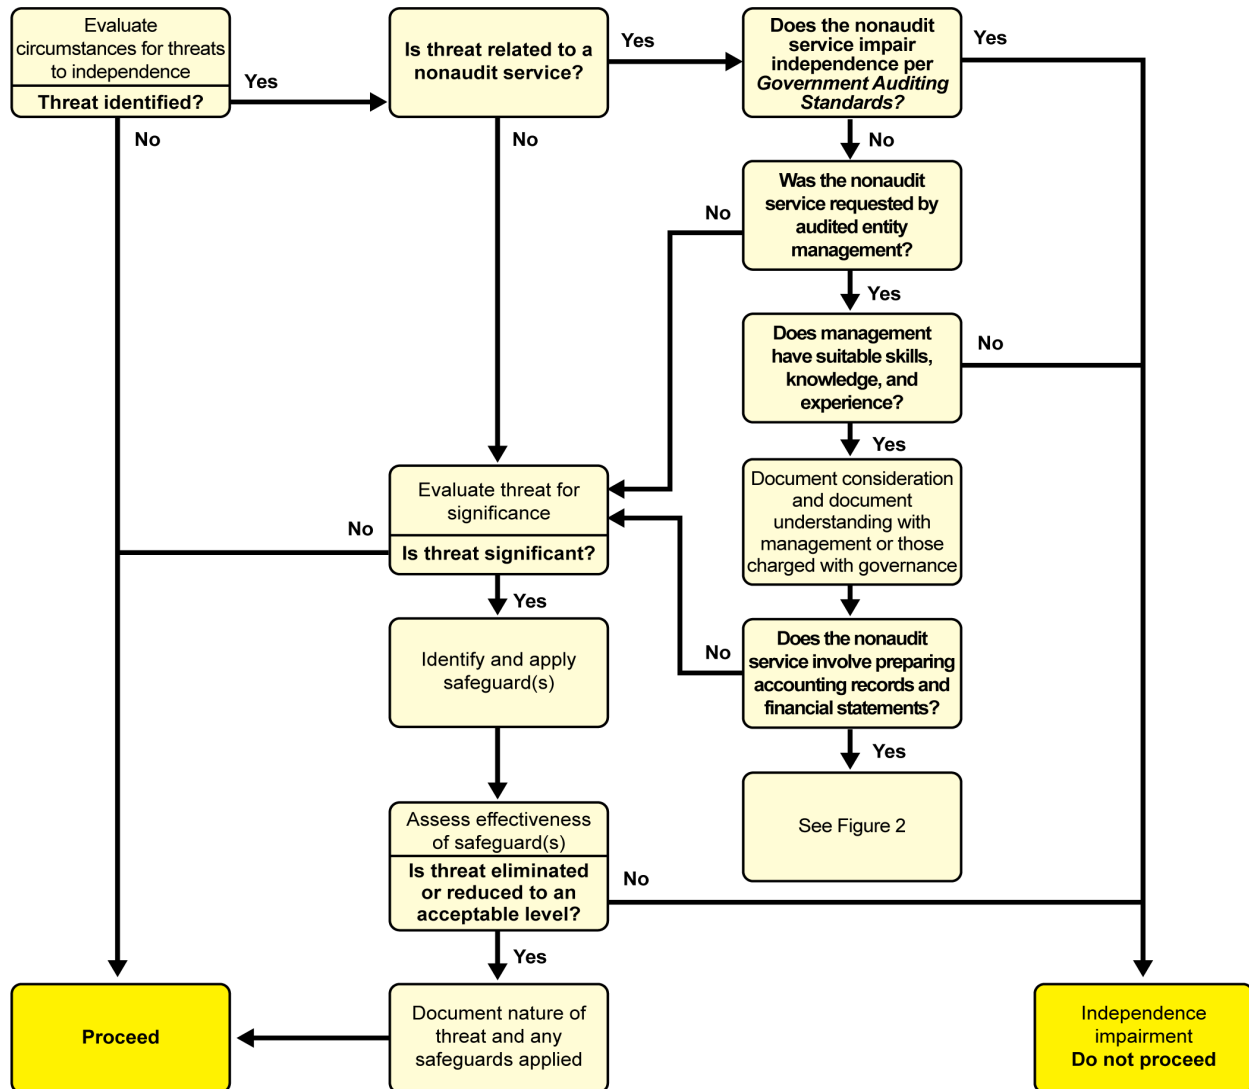 Evaluate
circumstances for threats
to independence
Threat identified?
Yes
No
Is threat related to a
nonaudit service?
Yes
No
Does the nonaudit
service impair
independence per
Government Auditing
Standards?
Yes
No
Was the nonaudit
service requested by
audited entity
management?
No
Yes
Does management
have suitable skills,
knowledge, and
experience?
No
Yes
Document consideration
and document
understanding with
management or those
charged with governance
Does the nonaudit
service involve preparing
accounting records and
financial statements?
No
Yes
See Figure 2
Evaluate threat for
significance
Is threat significant?
No
Yes
Identify and apply
safeguard(s)
Assess effectiveness
of safeguard(s)
Is threat eliminated
or reduced to an
acceptable level?
No
Yes
Document nature of
threat and any
safeguards applied
Proceed
Independence
impairment
Do not proceed